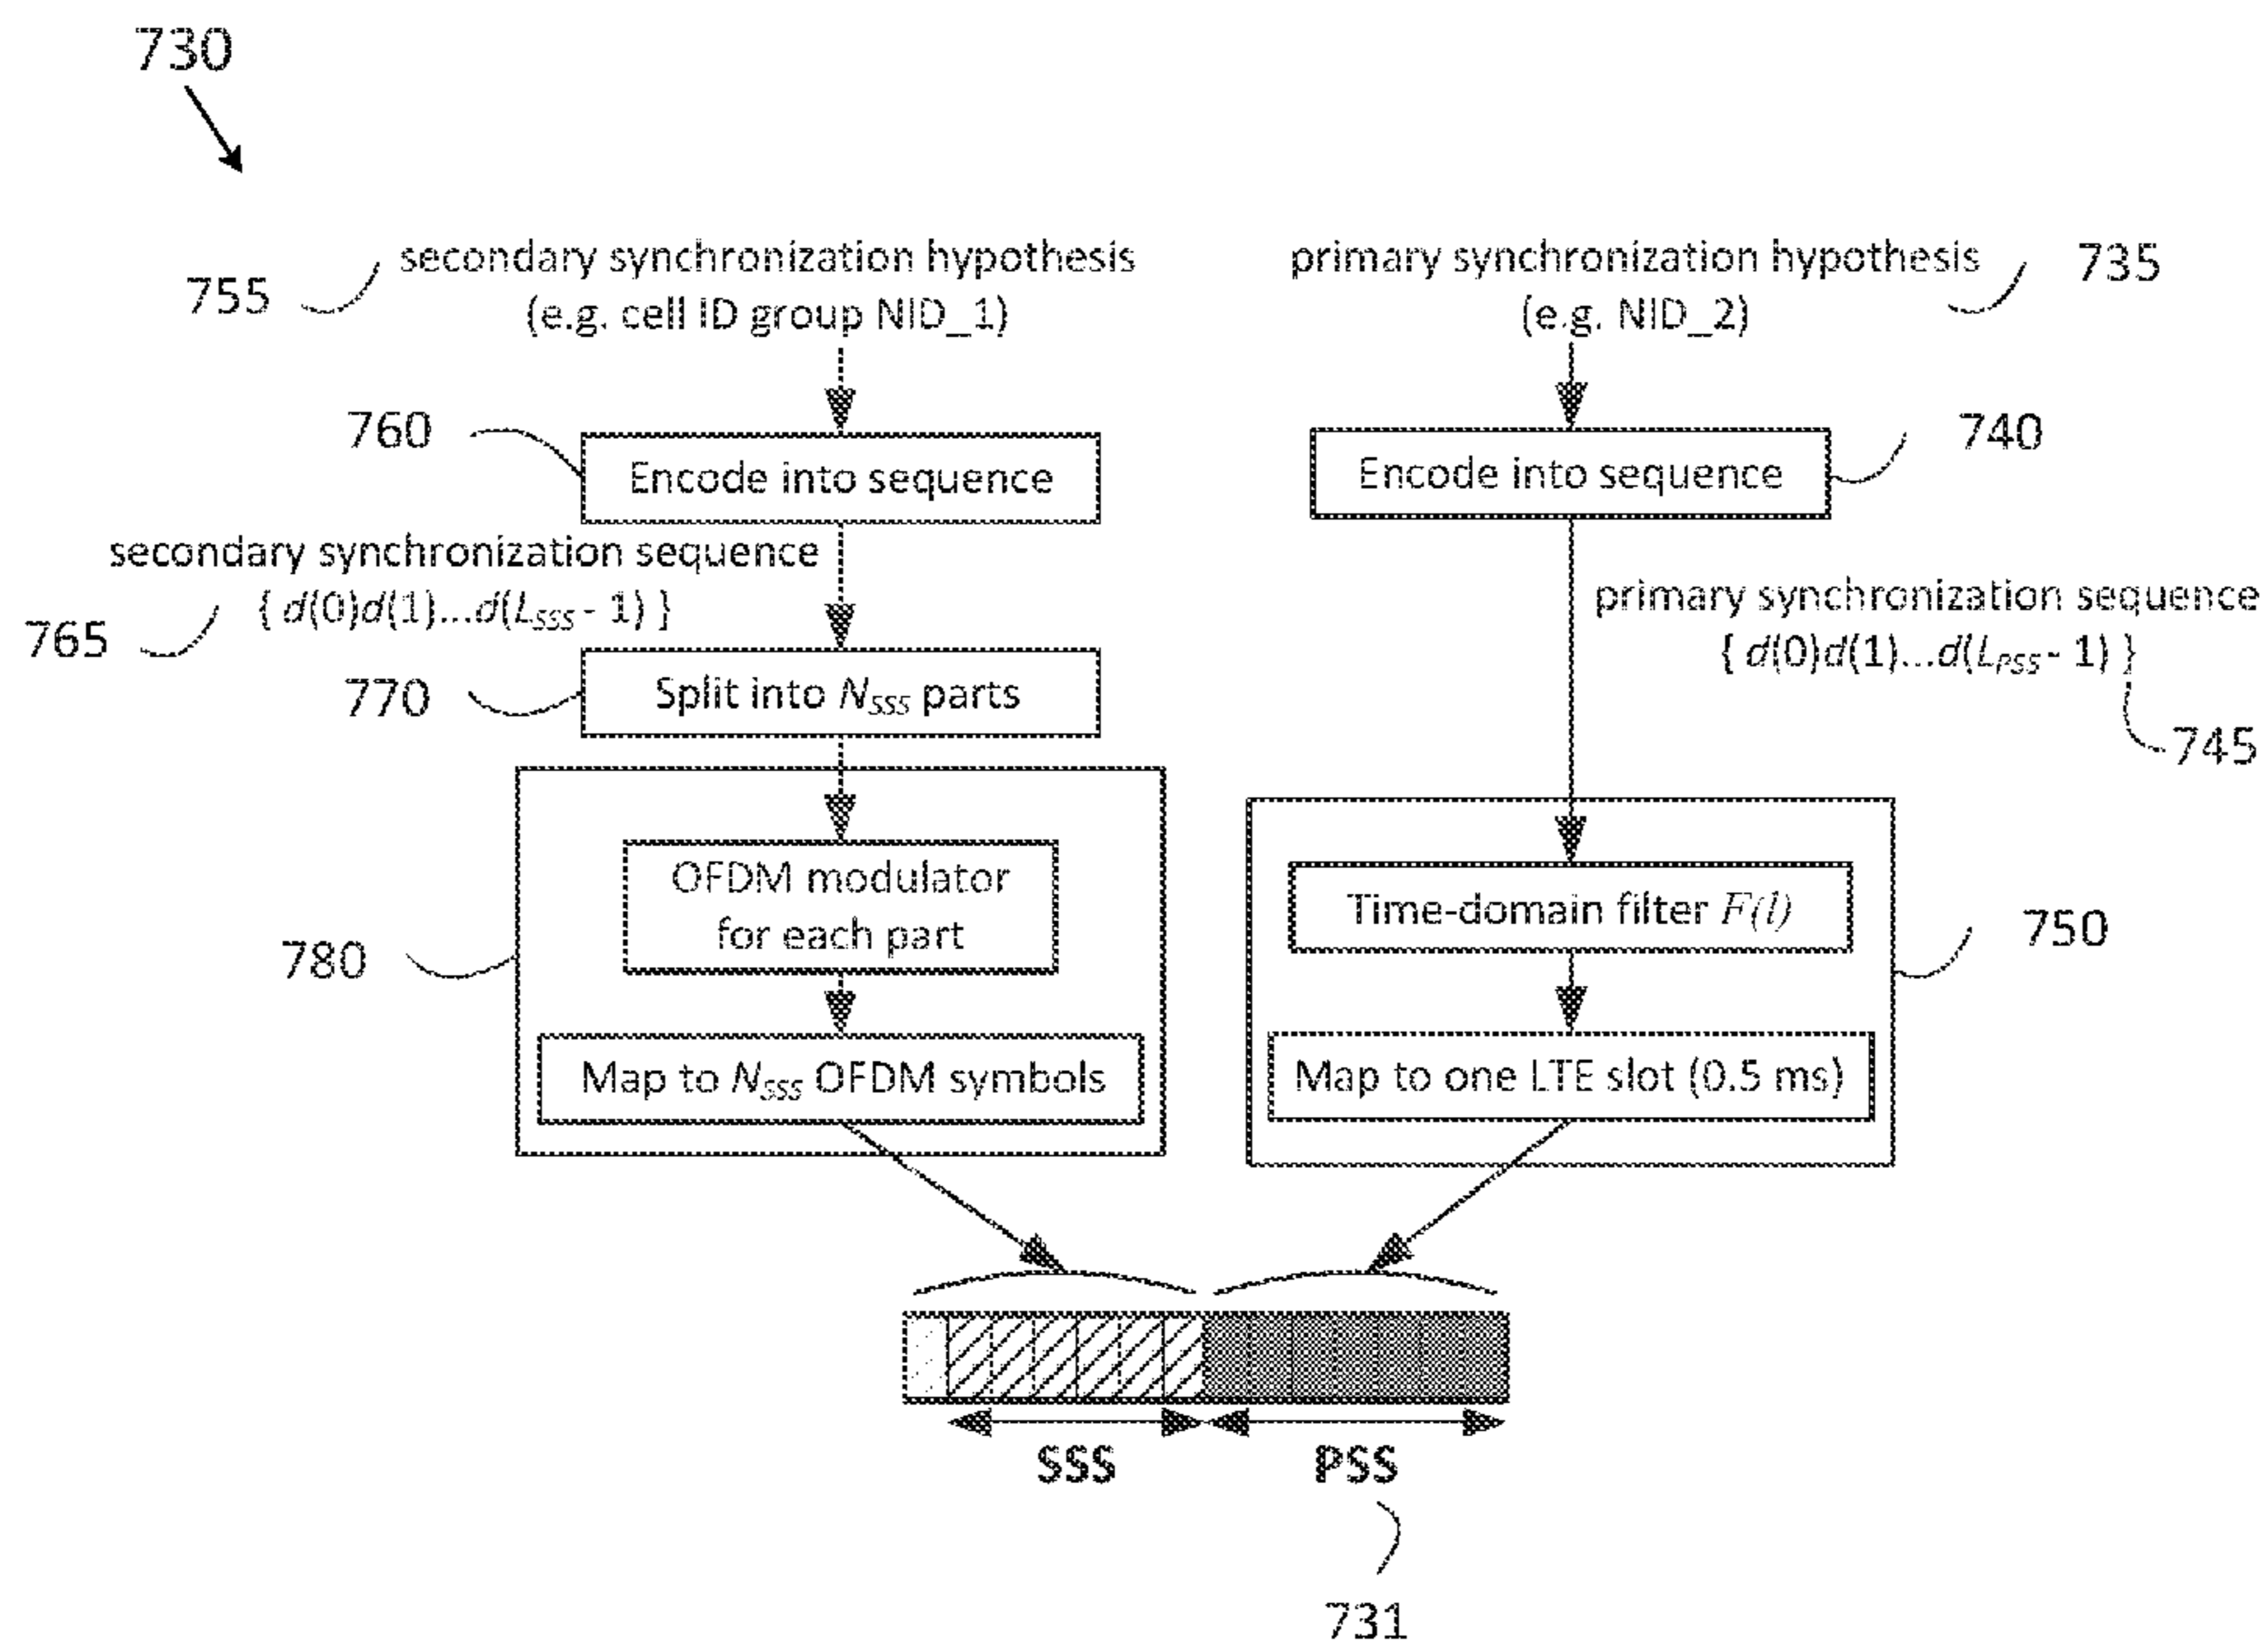 730
755
secondary synchronization hypothesis
(e.g. cell ID group NID_1)
primary synchronization hypothesis
(e.g. NID_2)
735
760
Encode into sequence
Encode into sequence
740
secondary synchronization sequence
{ d(0)d(1)...d(LSSS - 1) }
765
primary synchronization sequence
{ d(0)d(1)...d(LPSS - 1) }
745
770
Split into NSSS parts
780
OFDM modulator
for each part
Map to NSSS OFDM symbols
Time-domain filter F(l)
Map to one LTE slot (0.5 ms)
750
SSS
PSS
731